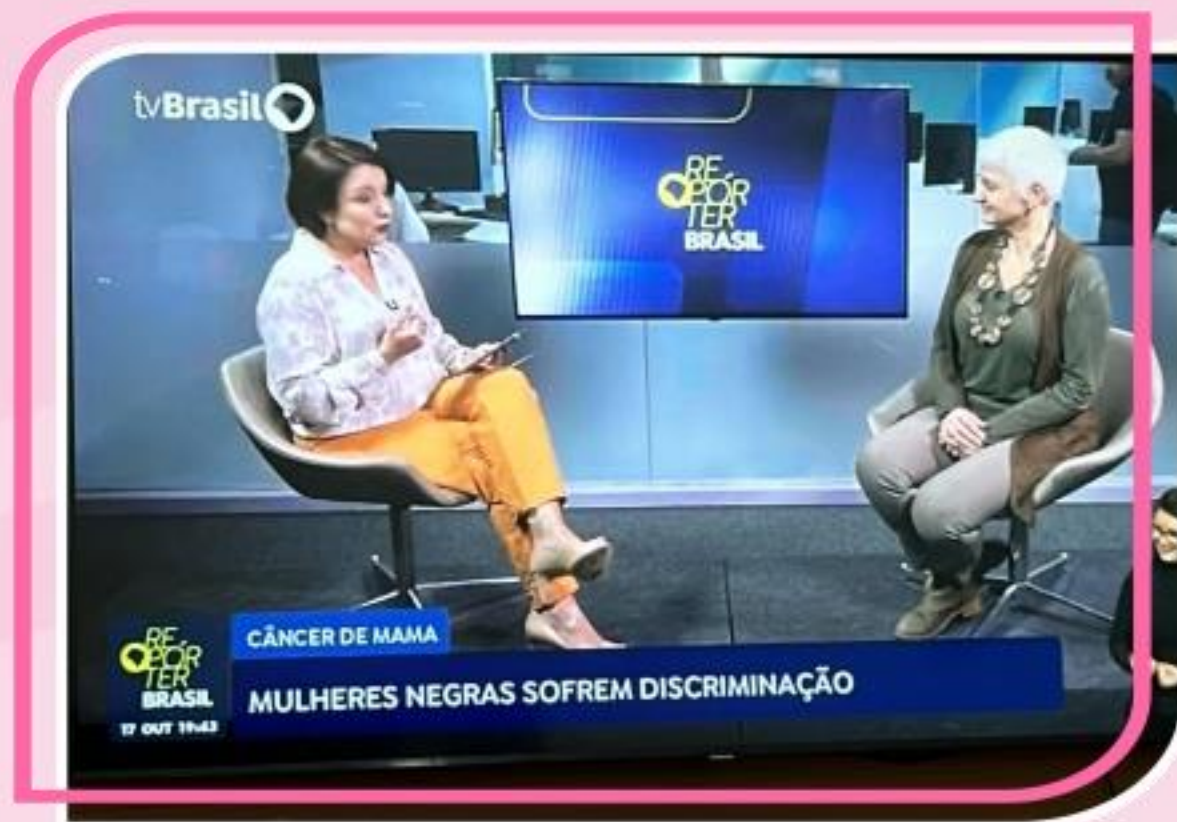 tvBrasil
RE
PÓR
TER
BRASIL
RE
PÓR
TER
BRASIL
17 OUT 19:43
CÂNCER DE MAMA
MULHERES NEGRAS SOFREM DISCRIMINAÇÃO